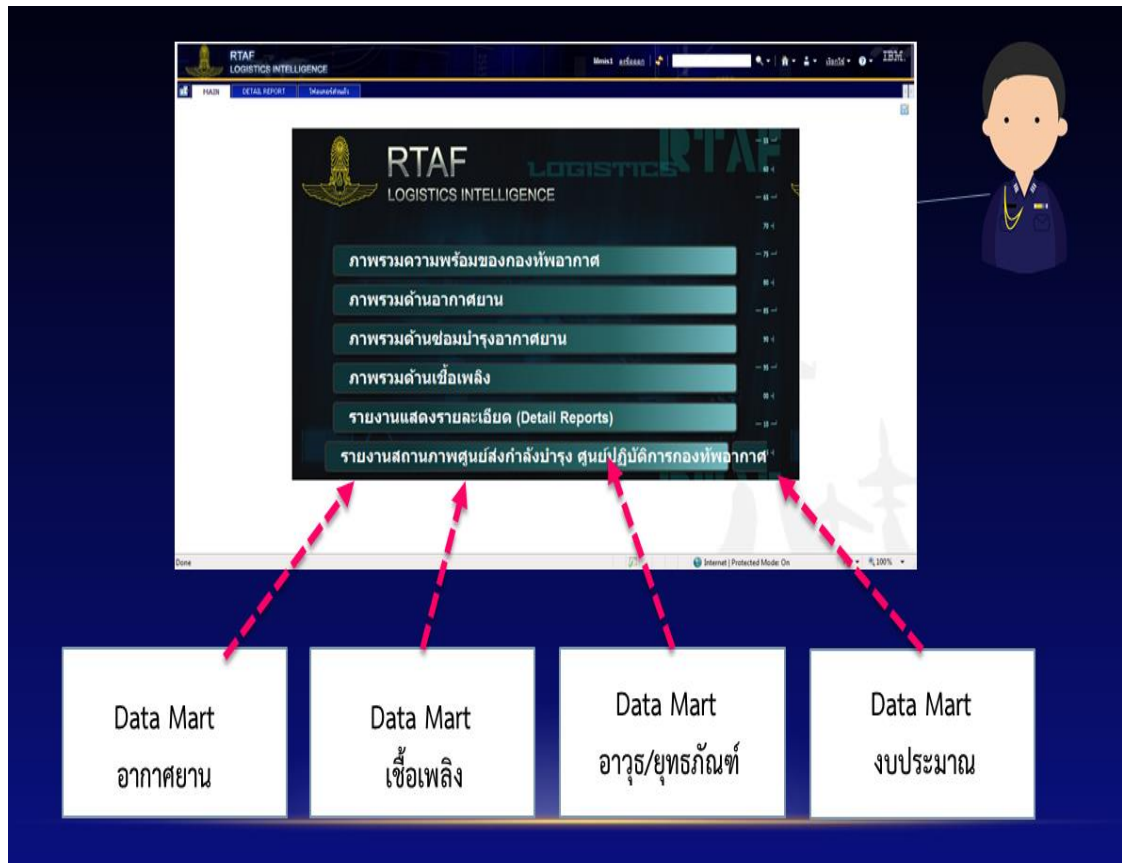 RTAF
LOGISTICS INTELLIGENCE
IBM.
MAIN DETAIL REPORT
RTAF
LOGISTICS RTAF
LOGISTICS INTELLIGENCE
ภาพรวมความพร้อมของกองทัพอากาศ
ภาพรวมด้านอากาศยาน
ภาพรวมด้านซ่อมบำรุงอากาศยาน
ภาพรวมด้านเชื้อเพลิง
รายงานแสดงรายละเอียด (Detail Reports)
รายงานสถานภาพศูนย์ส่งกำลังบำรุง ศูนย์ปฏิบัติการกองทัพอากาศ
Done Internet | Protected Mode: On 100%
Data Mart
อากาศยาน
Data Mart
เชื้อเพลิง
Data Mart
อาวุธ/ยุทธภัณฑ์
Data Mart
งบประมาณ